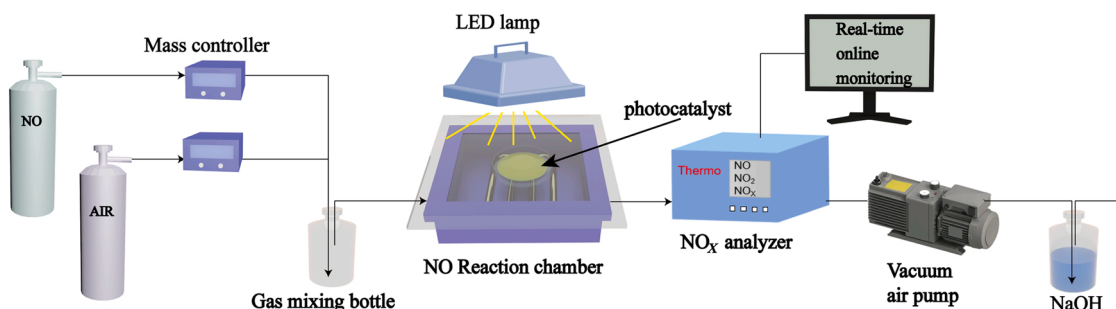 LED lamp
Mass controller
Real-time
online
monitoring
NO
photocatalyst
Thermo
NO
NO₂
NOₓ
AIR
NOₓ analyzer
NO Reaction chamber
Vacuum
air pump
Gas mixing bottle
NaOH